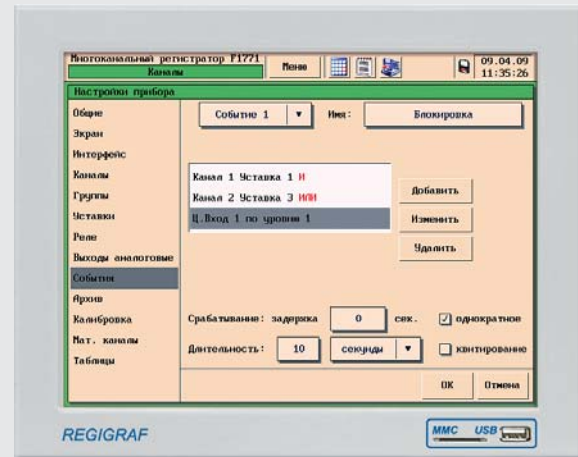 Многоканальный регистратор F1771
Каналы
Меню
09.04.09
11:35:26
Настройки прибора
Общие
Экран
Интерфейс
Каналы
Группы
Уставки
Реле
Выходы аналоговые
События
Архив
Калибровка
Мат. каналы
Таблицы
Событие 1
Имя:
Блокировка
Канал 1 Уставка 1 И
Канал 2 Уставка 3 ИЛИ
Ц.Вход 1 по уровню 1
Добавить
Изменить
Удалить
Срабатывание: задержка 0 сек.
однократное
Длительность: 10 секунды
квитирование
ОК
Отмена
REGIGRAF
MMC USB